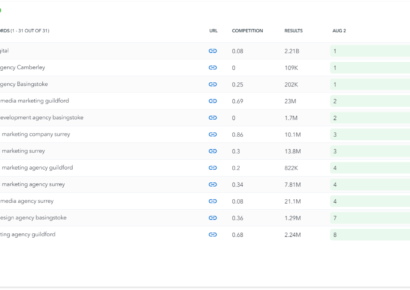 ORDS (1 - 31 OUT OF 31) URL COMPETITION RESULTS AUG 2
0.08 2.21B 1
gency Camberley 0 109K 1
gency Basingstoke 0.25 202K 1
media marketing guildford 0.69 23M 2
evelopment agency basingstoke 0 1.7M 2
marketing company surrey 0.86 10.1M 3
marketing surrey 0.3 13.8M 3
marketing agency guildford 0.2 822K 4
marketing agency surrey 0.34 7.81M 4
media agency surrey 0.08 21.1M 4
esign agency basingstoke 0.36 1.29M 7
ting agency guildford 0.68 2.24M 8